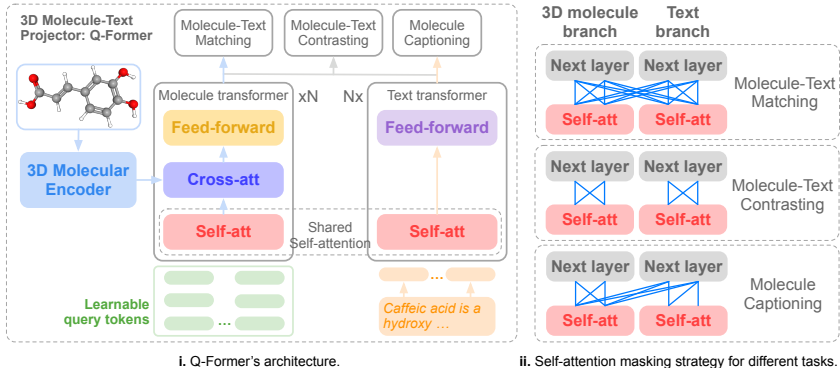 3D Molecule-Text
Projector: Q-Former
Molecule-Text
Matching
Molecule-Text
Contrasting
Molecule
Captioning
Molecule transformer
xN
Nx
Text transformer
Feed-forward
Feed-forward
3D Molecular
Encoder
Cross-att
Self-att
Shared
Self-attention
Self-att
Learnable
query tokens
...
...
Caffeic acid is a
hydroxy ...
i. Q-Former's architecture.
3D molecule
branch
Text
branch
Next layer
Next layer
Self-att
Self-att
Molecule-Text
Matching
Next layer
Next layer
Self-att
Self-att
Molecule-Text
Contrasting
Next layer
Next layer
Self-att
Self-att
Molecule
Captioning
ii. Self-attention masking strategy for different tasks.